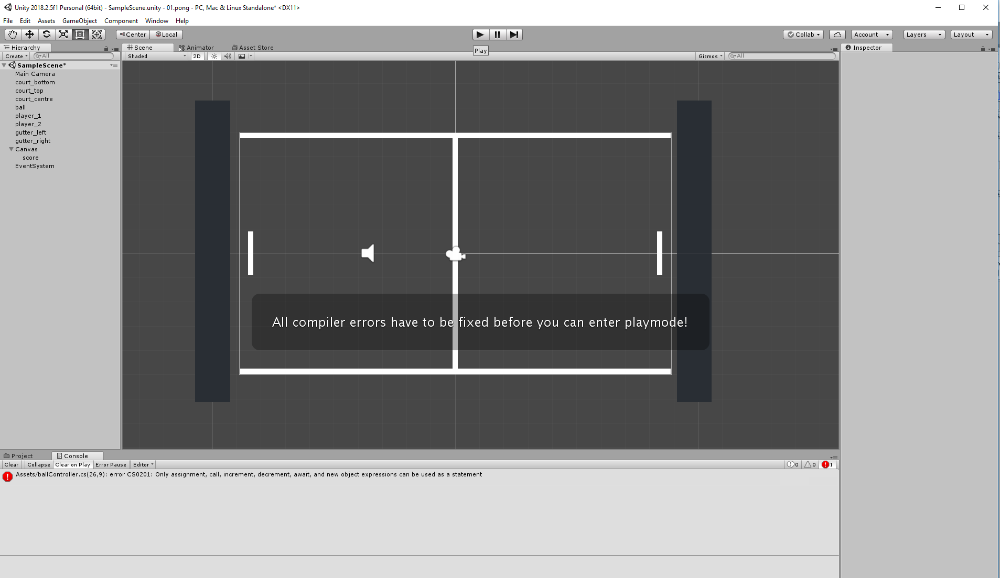 Unity 2018.2.5f1 Personal (64bit) - SampleScene.unity - 01.pong - PC, Mac & Linux Standalone* <DX11>
File Edit Assets GameObject Component Window Help
Center Local Collab Account Layers Layout
Hierarchy Scene Animator Asset Store Play Inspector
Create All Shaded 2D Gizmos All
SampleScene*
Main Camera
court_bottom
court_top
court_centre
ball
player_1
player_2
gutter_left
gutter_right
Canvas
score
EventSystem
All compiler errors have to be fixed before you can enter playmode!
Project Console
Clear Collapse Clear on Play Error Pause Editor 0 0 1
Assets/ballController.cs(26,9): error CS0201: Only assignment, call, increment, decrement, await, and new object expressions can be used as a statement